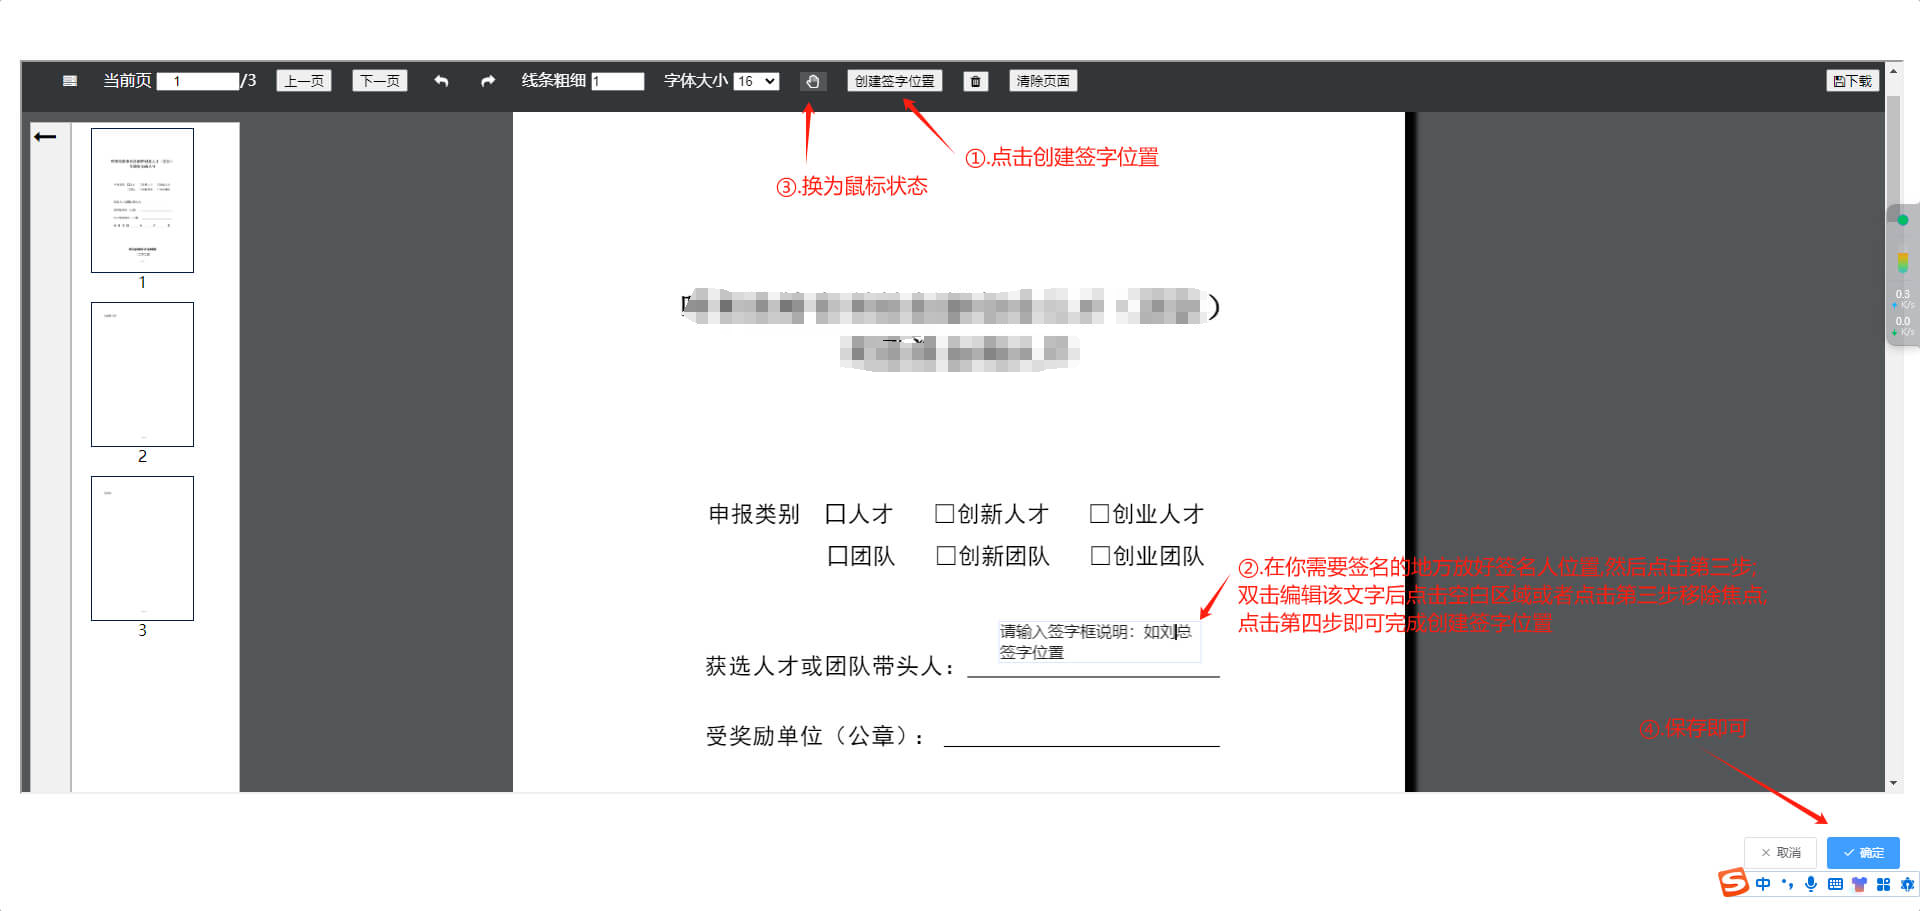 当前页 1 /3 上一页 下一页 线条粗细 1 字体大小 16 创建签字位置 清除页面 下载
①.点击创建签字位置
③.换为鼠标状态
1
2
3
）
申报类别 口人才 □创新人才 □创业人才
口团队 □创新团队 □创业团队
②.在你需要签名的地方放好签名人位置,然后点击第三步;
双击编辑该文字后点击空白区域或者点击第三步移除焦点;
点击第四步即可完成创建签字位置
请输入签字框说明：如刘总
签字位置
获选人才或团队带头人：
受奖励单位（公章）：
④.保存即可
0.3
K/s
0.0
K/s
取消 确定
中